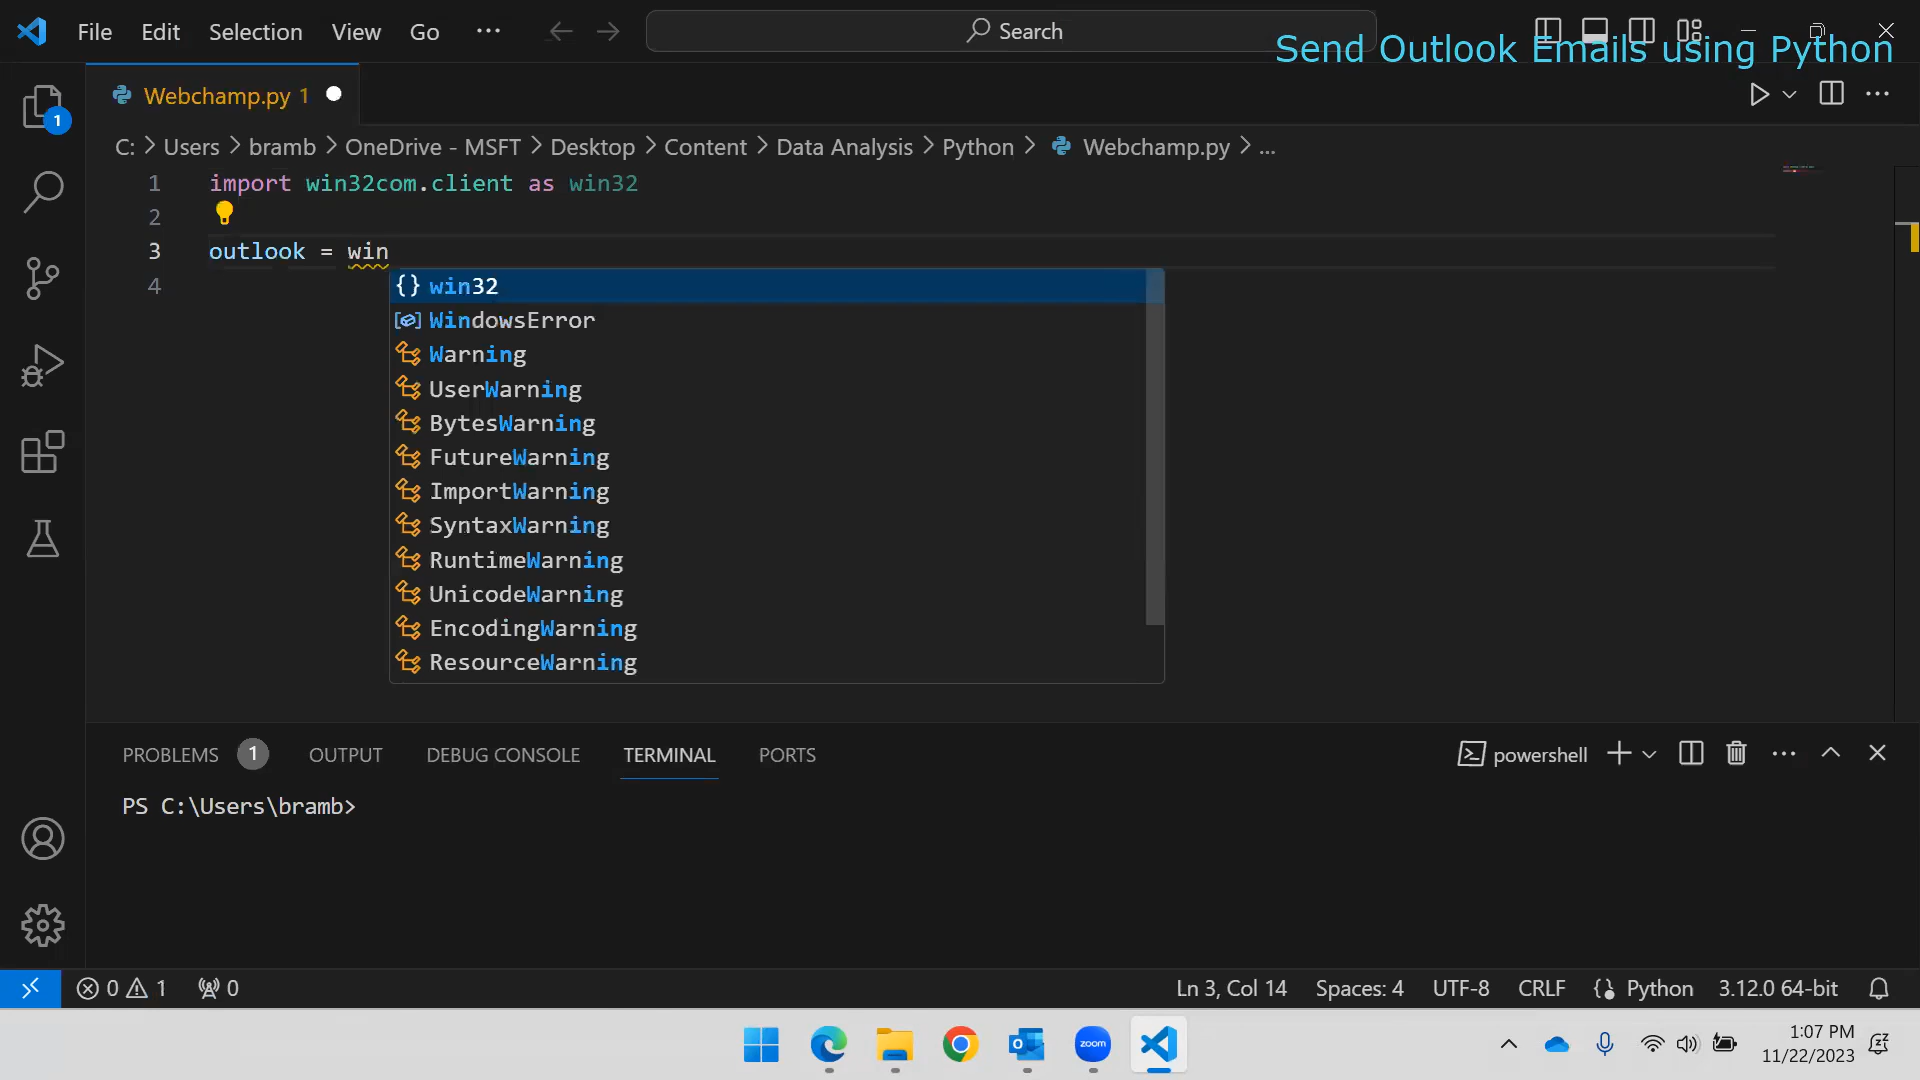 File Edit Selection View Go ··· Search
Send Outlook Emails using Python
Webchamp.py 1
1
C: > Users > bramb > OneDrive - MSFT > Desktop > Content > Data Analysis > Python > Webchamp.py > ...
1 import win32com.client as win32
2
3 outlook = win
4
{} win32
WindowsError
Warning
UserWarning
BytesWarning
FutureWarning
ImportWarning
SyntaxWarning
RuntimeWarning
UnicodeWarning
EncodingWarning
ResourceWarning
PROBLEMS 1 OUTPUT DEBUG CONSOLE TERMINAL PORTS powershell
PS C:\Users\bramb>
0 1 0 Ln 3, Col 14 Spaces: 4 UTF-8 CRLF Python 3.12.0 64-bit
zoom
1:07 PM
11/22/2023